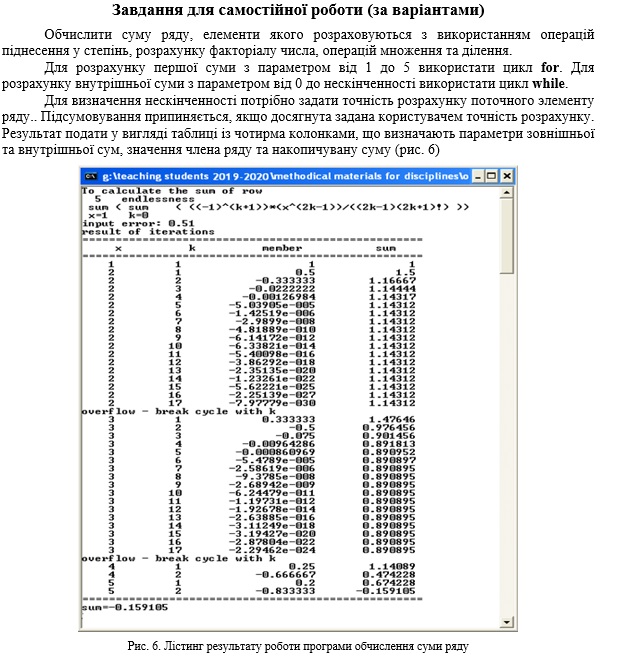 Завдання для самостійної роботи (за варіантами)
Обчислити суму ряду, елементи якого розраховуються з використанням операцій
піднесення у степінь, розрахунку факторіалу числа, операцій множення та ділення.
Для розрахунку першої суми з параметром від 1 до 5 використати цикл for. Для
розрахунку внутрішньої суми з параметром від 0 до нескінченності використати цикл while.
Для визначення нескінченності потрібно задати точність розрахунку поточного элементу
ряду.. Підсумовування припиняється, якщо досягнута задана користувачем точність розрахунку.
Результат подати у вигляді таблиці із чотирма колонками, що визначають параметри зовнішньої
та внутрішньої сум, значення члена ряду та накопичувану суму (рис. 6)
g:\teaching students 2019-2020\methodical materials for disciplines\o
To calculate the sum of row
5 endlessness
sum ( sum ( ((-1)^(k+1))*(x^(2k-1))/((2k-1)(2k+1)!) ))
x=1 k=0
input error: 0.51
result of iterations
x k member sum
1 1 1 1
2 1 0.5 1.5
2 2 -0.333333 1.16667
2 3 -0.0222222 1.14444
2 4 -0.00126984 1.14317
2 5 -5.03905e-005 1.14312
2 6 -1.42519e-006 1.14312
2 7 -2.9899e-008 1.14312
2 8 -4.81889e-010 1.14312
2 9 -6.14172e-012 1.14312
2 10 -6.33821e-014 1.14312
2 11 -5.40098e-016 1.14312
2 12 -3.86292e-018 1.14312
2 13 -2.35135e-020 1.14312
2 14 -1.23261e-022 1.14312
2 15 -5.62221e-025 1.14312
2 16 -2.25139e-027 1.14312
2 17 -7.97779e-030 1.14312
overflow - break cycle with k
3 1 0.333333 1.47646
3 2 -0.5 0.976456
3 3 -0.075 0.901456
3 4 -0.00964286 0.891813
3 5 -0.000860969 0.890952
3 6 -5.4789e-005 0.890897
3 7 -2.58619e-006 0.890895
3 8 -9.3785e-008 0.890895
3 9 -2.68942e-009 0.890895
3 10 -6.24479e-011 0.890895
3 11 -1.19731e-012 0.890895
3 12 -1.92678e-014 0.890895
3 13 -2.63885e-016 0.890895
3 14 -3.11249e-018 0.890895
3 15 -3.19427e-020 0.890895
3 16 -2.87804e-022 0.890895
3 17 -2.29462e-024 0.890895
overflow - break cycle with k
4 1 0.25 1.14089
4 2 -0.666667 0.474228
5 1 0.2 0.674228
5 2 -0.833333 -0.159105
sum=-0.159105
Рис. 6. Лістинг результату роботи програми обчислення суми ряду